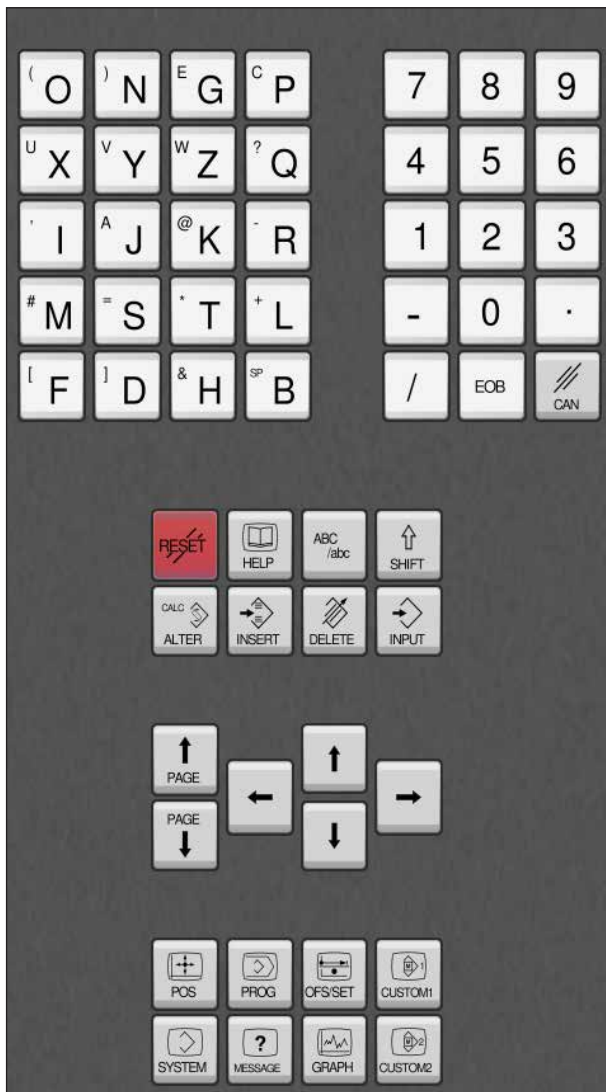 ( O ) N E G C P 7 8 9
U X V Y W Z ? Q 4 5 6
' I A J @ K - R 1 2 3
# M = S * T + L - 0 .
[ F ] D & H SP B / EOB CAN
RESET HELP ABC /abc SHIFT
CALC ALTER INSERT DELETE INPUT
PAGE
PAGE
POS PROG OFS/SET CUSTOM1
SYSTEM ? MESSAGE GRAPH CUSTOM2